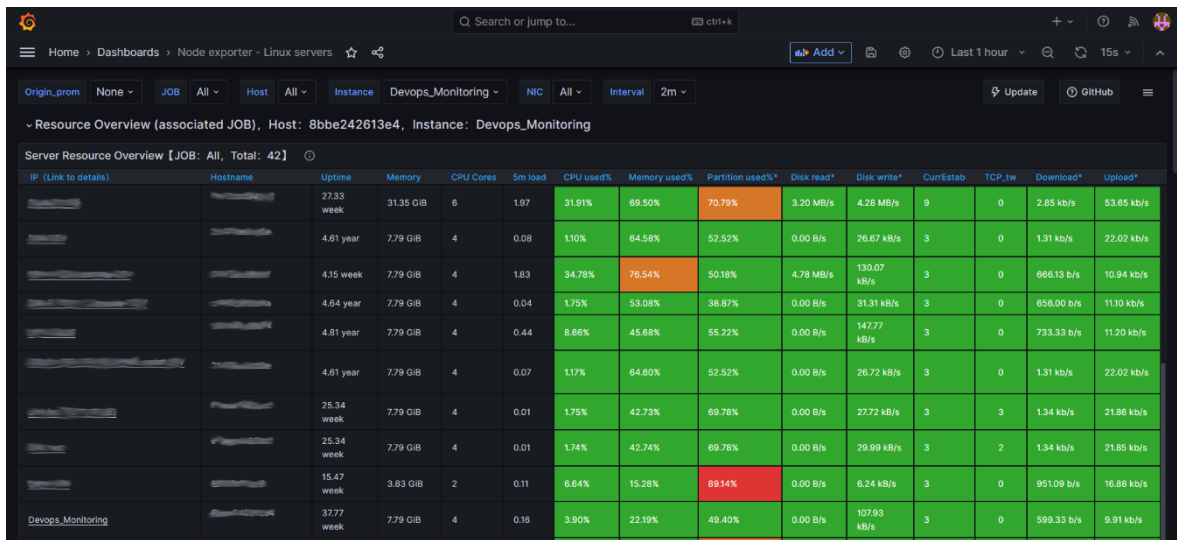 Search or jump to... ctrl+k
Home › Dashboards › Node exporter - Linux servers Add Last 1 hour 15s
Origin_prom None JOB All Host All Instance Devops_Monitoring NIC All Interval 2m Update GitHub
Resource Overview (associated JOB), Host: 8bbe242613e4, Instance: Devops_Monitoring
Server Resource Overview【JOB: All, Total: 42】
IP (Link to details) Hostname Uptime Memory CPU Cores 5m load CPU used% Memory used% Partition used%* Disk read* Disk write* CurrEstab TCP_tw Download* Upload*
27.33 week 31.35 GiB 6 1.97 31.91% 69.50% 70.79% 3.20 MB/s 4.28 MB/s 9 0 2.85 kb/s 53.65 kb/s
4.61 year 7.79 GiB 4 0.08 1.10% 64.58% 52.52% 0.00 B/s 26.67 kB/s 3 0 1.31 kb/s 22.02 kb/s
4.15 week 7.79 GiB 4 1.83 34.78% 76.54% 50.18% 4.78 MB/s 130.07 kB/s 3 0 666.13 b/s 10.94 kb/s
4.64 year 7.79 GiB 4 0.04 1.75% 53.08% 38.87% 0.00 B/s 31.31 kB/s 3 0 656.00 b/s 11.10 kb/s
4.81 year 7.79 GiB 4 0.44 8.66% 45.68% 55.22% 0.00 B/s 147.77 kB/s 3 0 733.33 b/s 11.20 kb/s
4.61 year 7.79 GiB 4 0.07 1.17% 64.60% 52.52% 0.00 B/s 26.72 kB/s 3 0 1.31 kb/s 22.02 kb/s
25.34 week 7.79 GiB 4 0.01 1.75% 42.73% 69.78% 0.00 B/s 27.72 kB/s 3 3 1.34 kb/s 21.86 kb/s
25.34 week 7.79 GiB 4 0.01 1.74% 42.74% 69.78% 0.00 B/s 29.99 kB/s 3 2 1.34 kb/s 21.85 kb/s
15.47 week 3.83 GiB 2 0.11 6.64% 15.28% 89.14% 0.00 B/s 6.24 kB/s 3 0 951.09 b/s 16.88 kb/s
Devops_Monitoring 37.77 week 7.79 GiB 4 0.16 3.90% 22.19% 49.40% 0.00 B/s 107.93 kB/s 3 0 599.33 b/s 9.91 kb/s